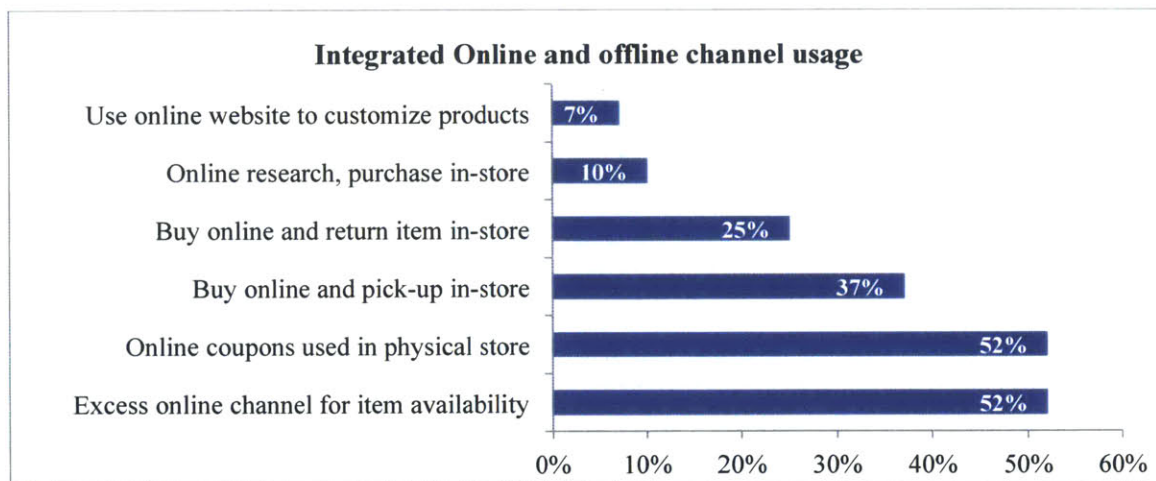 Integrated Online and offline channel usage
Use online website to customize products
7%
Online research, purchase in-store
10%
Buy online and return item in-store
25%
Buy online and pick-up in-store
37%
Online coupons used in physical store
52%
Excess online channel for item availability
52%
0% 10% 20% 30% 40% 50% 60%